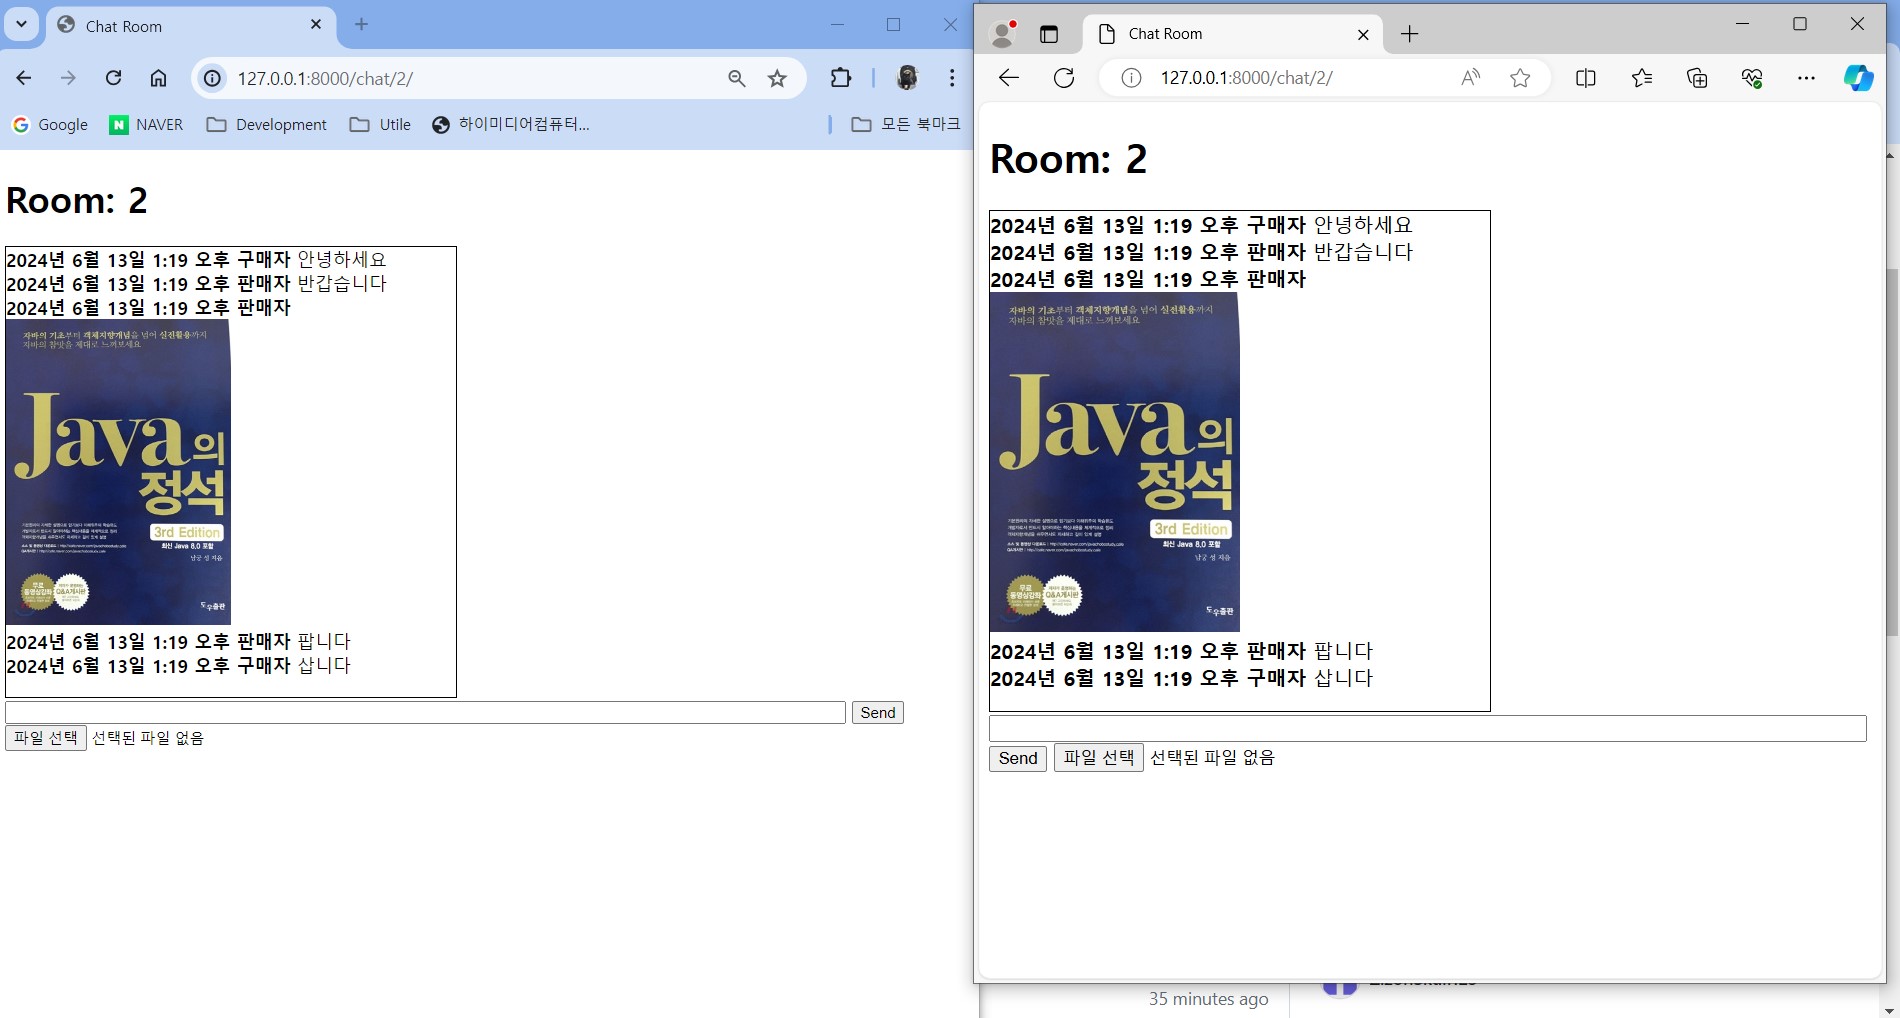 Chat Room
127.0.0.1:8000/chat/2/
Google
NAVER
Development
Utile
하이미디어컴퓨터...
모든 북마크
Room: 2
2024년 6월 13일 1:19 오후 구매자 안녕하세요
2024년 6월 13일 1:19 오후 판매자 반갑습니다
2024년 6월 13일 1:19 오후 판매자
자바의 기초부터 객체지향개념을 넘어 실전활용까지
자바의 참맛을 제대로 느껴보세요
Java의
정석
3rd Edition
최신 Java 8.0 포함
남궁 성 지음
무료
동영상강좌
Q&A게시판
도우출판
2024년 6월 13일 1:19 오후 판매자 팝니다
2024년 6월 13일 1:19 오후 구매자 삽니다
Send
파일 선택 선택된 파일 없음
Chat Room
127.0.0.1:8000/chat/2/
Room: 2
2024년 6월 13일 1:19 오후 구매자 안녕하세요
2024년 6월 13일 1:19 오후 판매자 반갑습니다
2024년 6월 13일 1:19 오후 판매자
자바의 기초부터 객체지향개념을 넘어 실전활용까지
자바의 참맛을 제대로 느껴보세요
Java의
정석
3rd Edition
최신 Java 8.0 포함
남궁 성 지음
무료
동영상강좌
Q&A게시판
도우출판
2024년 6월 13일 1:19 오후 판매자 팝니다
2024년 6월 13일 1:19 오후 구매자 삽니다
Send 파일 선택 선택된 파일 없음
35 minutes ago